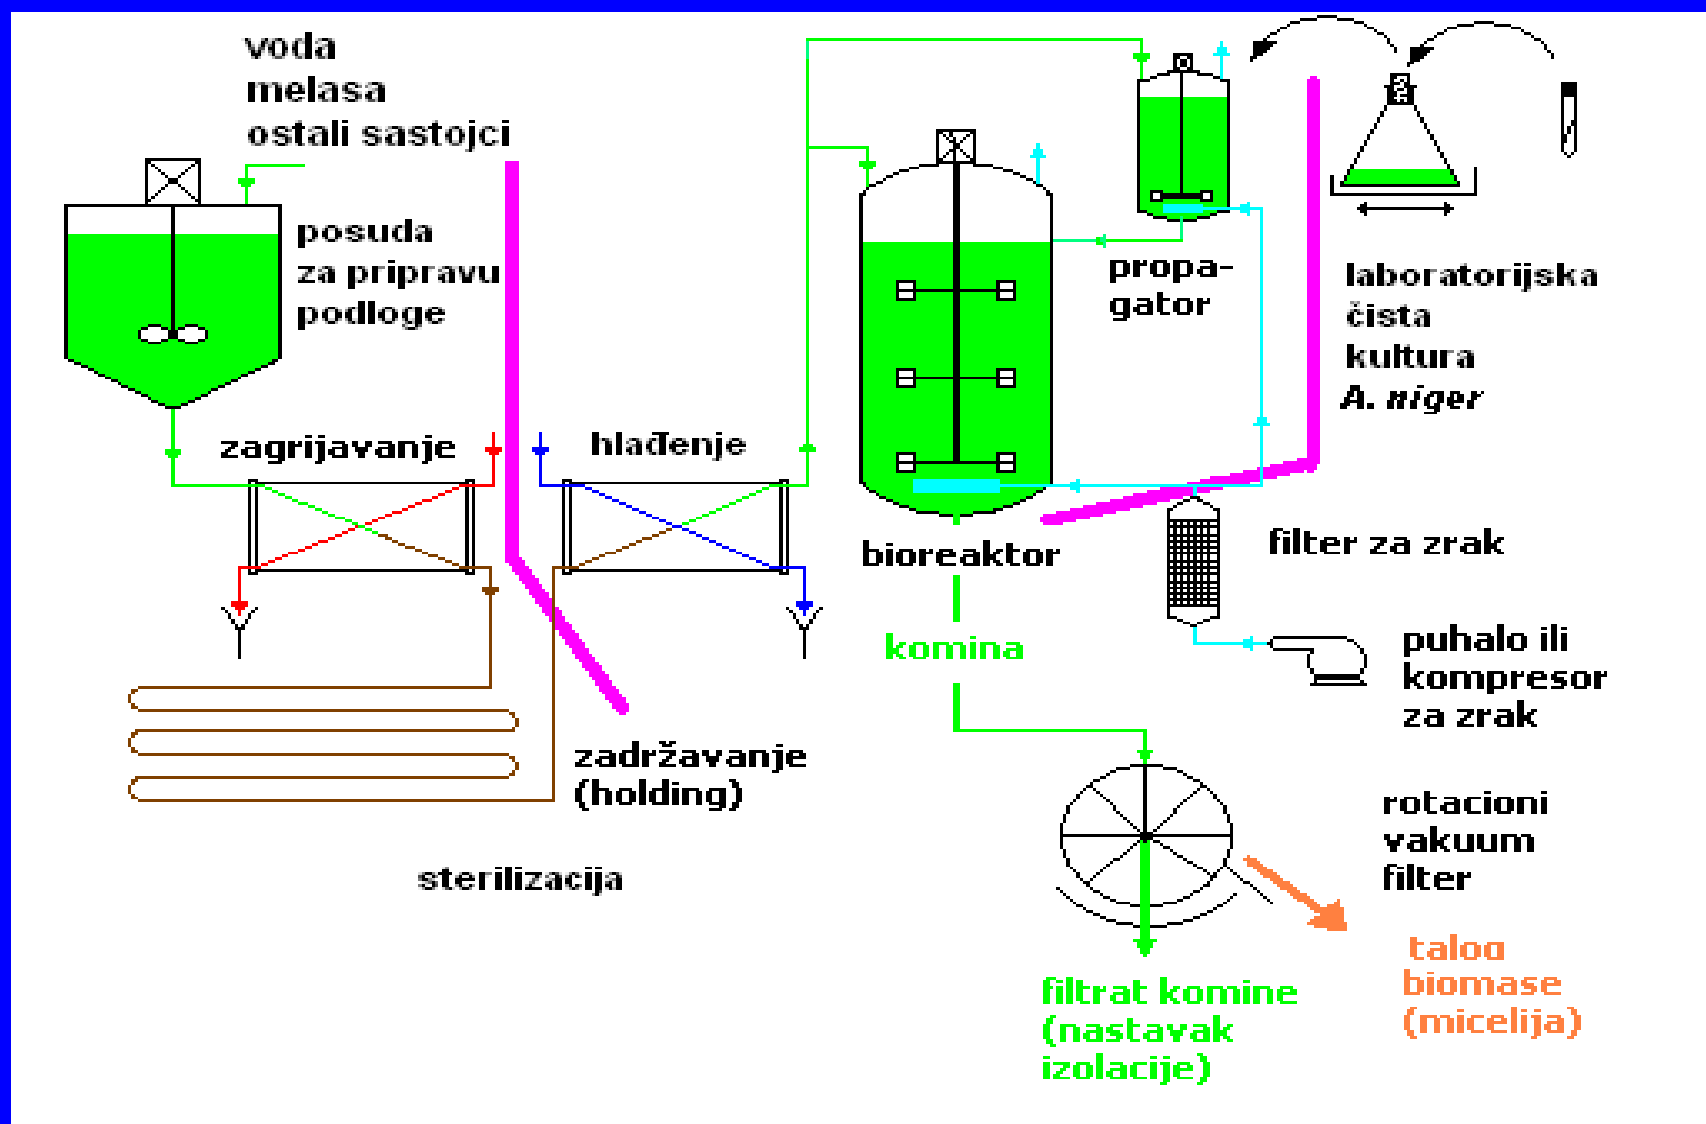 voda
melasa
ostali sastojci
posuda
za pripravu
podloge
zagrijavanje
hlađenje
zadržavanje
(holding)
sterilizacija
bioreaktor
komina
propa-
gator
laboratorijska
čista
kultura
A. niger
filter za zrak
puhalo ili
kompresor
za zrak
rotacioni
vakuum
filter
talog
biomase
(micelija)
filtrat komine
(nastavak
izolacije)